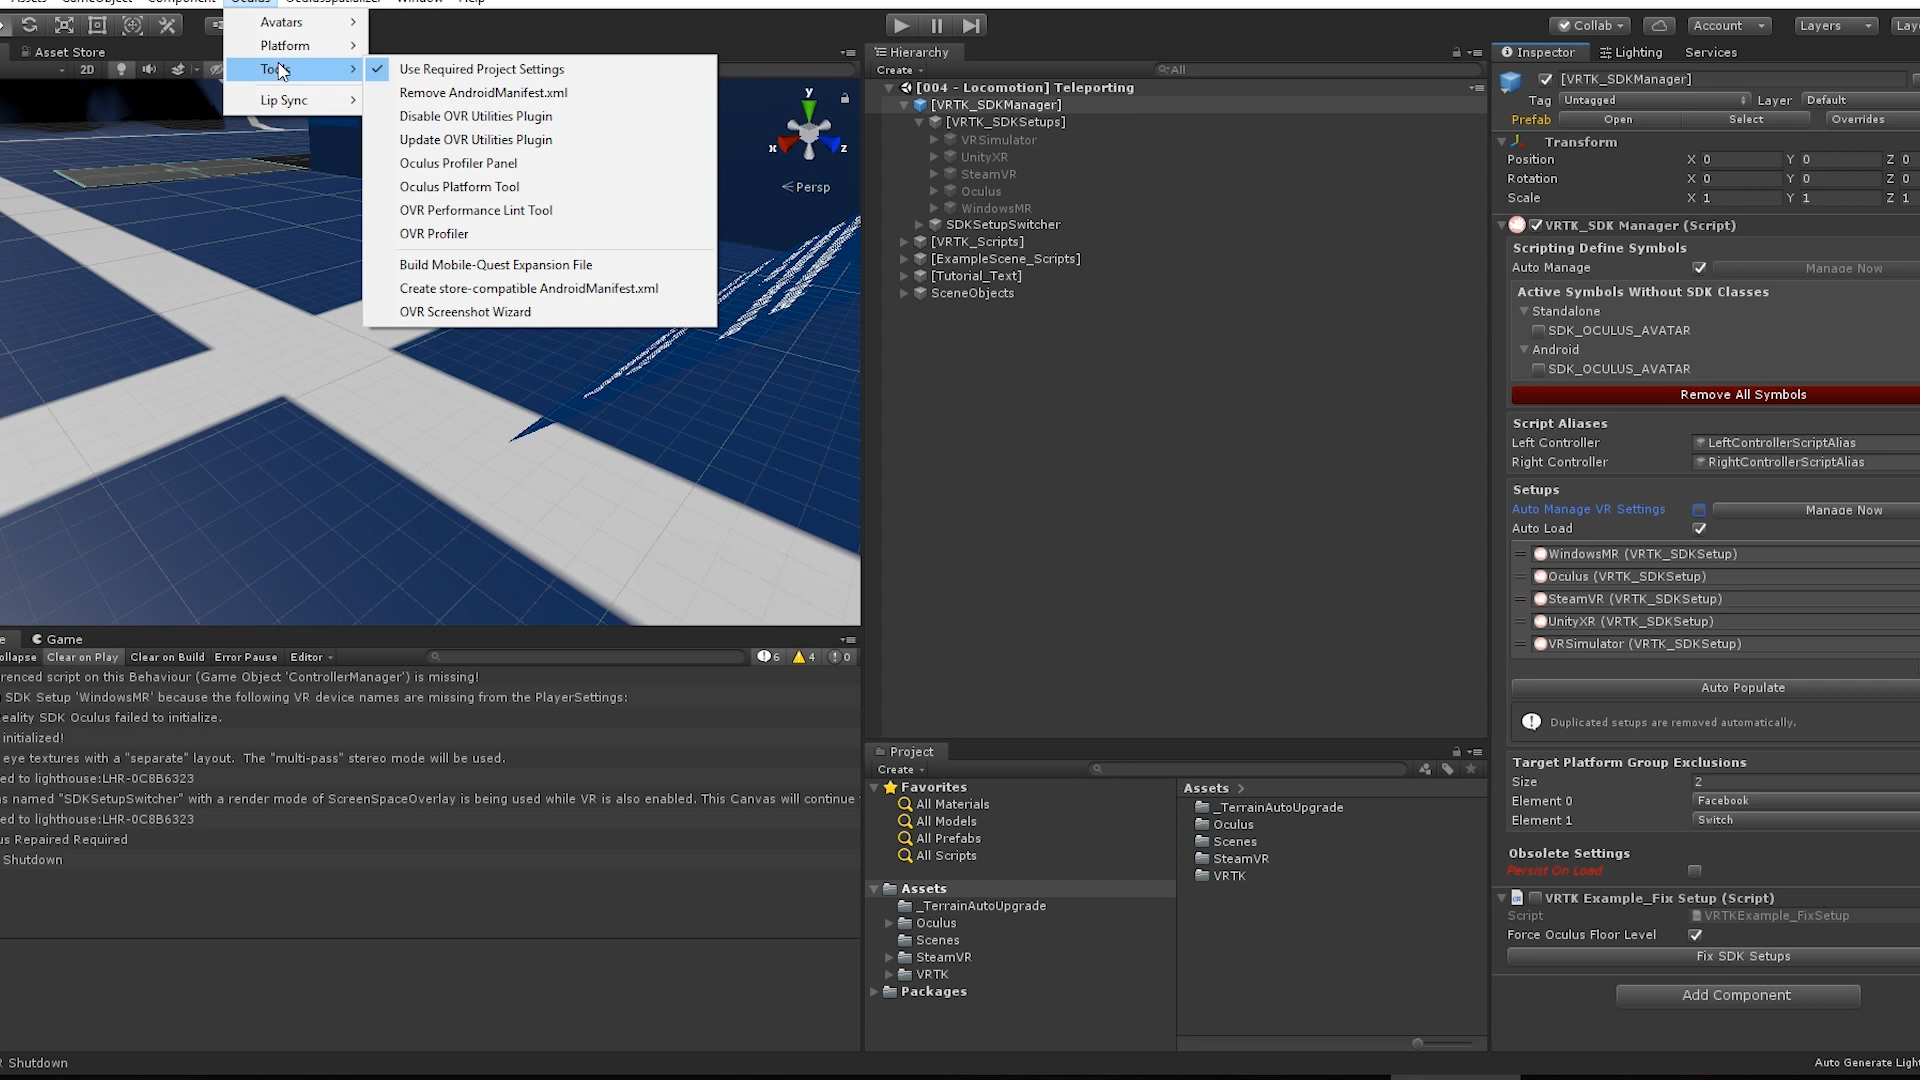 Assets GameObject Component Oculus OculusSpatializer Window Help
Collab Account Layers Lay
Asset Store
2D
Avatars
Platform
Tools
Lip Sync
Use Required Project Settings
Remove AndroidManifest.xml
Disable OVR Utilities Plugin
Update OVR Utilities Plugin
Oculus Profiler Panel
Oculus Platform Tool
OVR Performance Lint Tool
OVR Profiler
Build Mobile-Quest Expansion File
Create store-compatible AndroidManifest.xml
OVR Screenshot Wizard
y
x z
Persp
Game
ollapse Clear on Play Clear on Build Error Pause Editor 6 4 0
renced script on this Behaviour (Game Object 'ControllerManager') is missing!
SDK Setup 'WindowsMR' because the following VR device names are missing from the PlayerSettings:
eality SDK Oculus failed to initialize.
initialized!
eye textures with a "separate" layout. The "multi-pass" stereo mode will be used.
ed to lighthouse:LHR-0C8B6323
s named "SDKSetupSwitcher" with a render mode of ScreenSpaceOverlay is being used while VR is also enabled. This Canvas will continue
ed to lighthouse:LHR-0C8B6323
us Repaired Required
Shutdown
Hierarchy
Create All
[004 - Locomotion] Teleporting
[VRTK_SDKManager]
[VRTK_SDKSetups]
VRSimulator
UnityXR
SteamVR
Oculus
WindowsMR
SDKSetupSwitcher
[VRTK_Scripts]
[ExampleScene_Scripts]
[Tutorial_Text]
SceneObjects
Project
Create
Favorites
All Materials
All Models
All Prefabs
All Scripts
Assets
_TerrainAutoUpgrade
Oculus
Scenes
SteamVR
VRTK
Packages
Assets
_TerrainAutoUpgrade
Oculus
Scenes
SteamVR
VRTK
Inspector Lighting Services
[VRTK_SDKManager]
Tag Untagged Layer Default
Prefab Open Select Overrides
Transform
Position X 0 Y 0 Z 0
Rotation X 0 Y 0 Z 0
Scale X 1 Y 1 Z 1
VRTK_SDK Manager (Script)
Scripting Define Symbols
Auto Manage Manage Now
Active Symbols Without SDK Classes
Standalone
SDK_OCULUS_AVATAR
Android
SDK_OCULUS_AVATAR
Remove All Symbols
Script Aliases
Left Controller LeftControllerScriptAlias
Right Controller RightControllerScriptAlias
Setups
Auto Manage VR Settings Manage Now
Auto Load
WindowsMR (VRTK_SDKSetup)
Oculus (VRTK_SDKSetup)
SteamVR (VRTK_SDKSetup)
UnityXR (VRTK_SDKSetup)
VRSimulator (VRTK_SDKSetup)
Auto Populate
Duplicated setups are removed automatically.
Target Platform Group Exclusions
Size 2
Element 0 Facebook
Element 1 Switch
Obsolete Settings
Persist On Load
VRTK Example_Fix Setup (Script)
Script VRTKExample_FixSetup
Force Oculus Floor Level
Fix SDK Setups
Add Component
Shutdown
Auto Generate Light